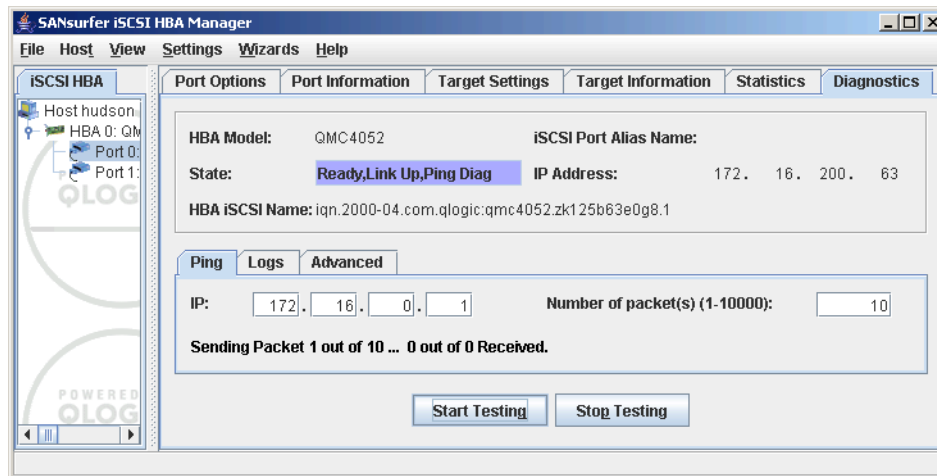 SANsurfer iSCSI HBA Manager
File Host View Settings Wizards Help
iSCSI HBA
Port Options Port Information Target Settings Target Information Statistics Diagnostics
Host hudson
HBA 0: QM
Port 0:
Port 1:
QLOGIC
POWERED
QLOG
HBA Model: QMC4052 iSCSI Port Alias Name:
State: Ready,Link Up,Ping Diag IP Address: 172. 16. 200. 63
HBA iSCSI Name: iqn.2000-04.com.qlogic:qmc4052.zk125b63e0g8.1
Ping Logs Advanced
IP: 172. 16. 0. 1 Number of packet(s) (1-10000): 10
Sending Packet 1 out of 10 ... 0 out of 0 Received.
Start Testing Stop Testing